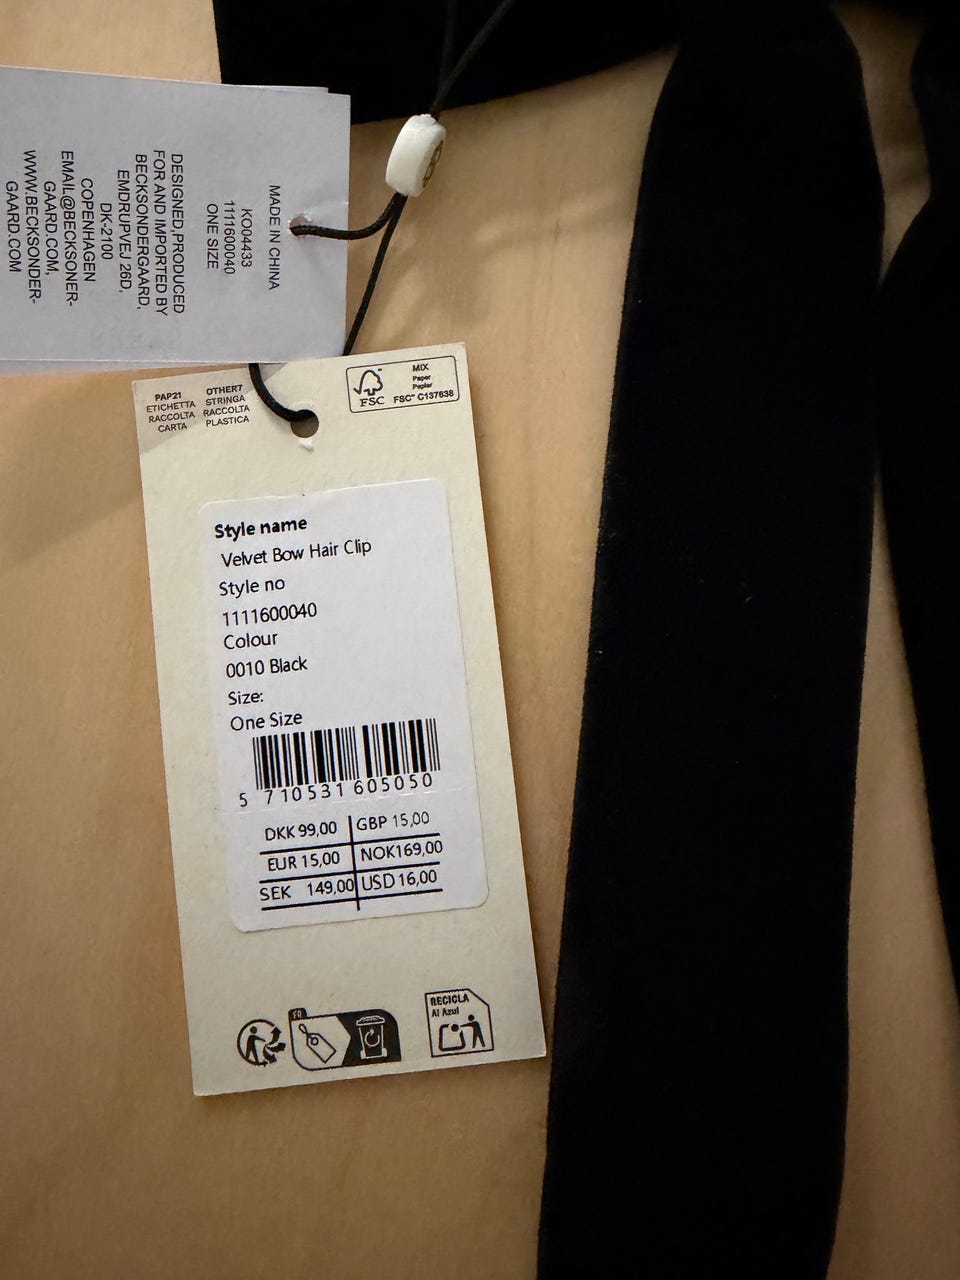 MADE IN CHINA
KO04433
1111600040
ONE SIZE
DESIGNED,PRODUCED
FOR AND IMPORTED BY
BECKSONDERGAARD,
EMDRUPVEJ 26D,
DK-2100
COPENHAGEN
EMAIL@BECKSONER-
GAARD.COM,
WWW.BECKSONDER-
GAARD.COM
PAP21
ETICHETTA
RACCOLTA
CARTA
OTHER7
STRINGA
RACCOLTA
PLASTICA
FSC
MIX
Paper
Papier
FSC™ C137638
Style name
Velvet Bow Hair Clip
Style no
1111600040
Colour
0010 Black
Size:
One Size
5 710531 605050
DKK 99,00 GBP 15,00
EUR 15,00 NOK169,00
SEK 149,00 USD 16,00
FR
RECICLA
Al Azul